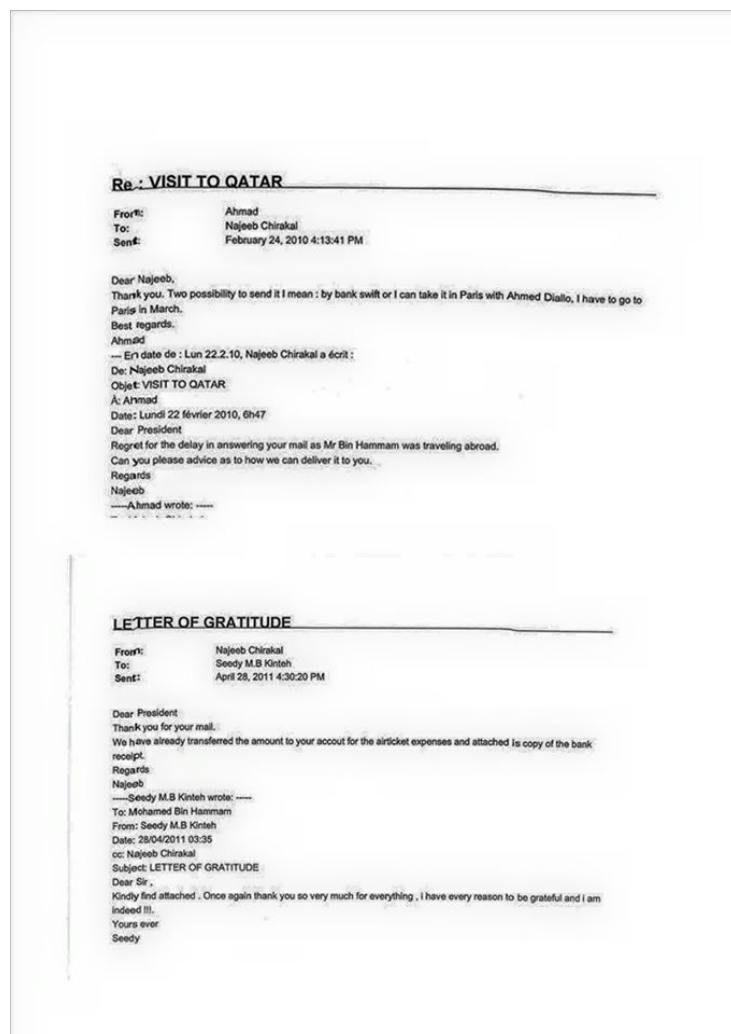 Re : VISIT TO QATAR
From: Ahmad
To: Najeeb Chirakal
Sent: February 24, 2010 4:13:41 PM
Dear Najeeb,
Thank you. Two possibility to send it I mean : by bank swift or I can take it in Paris with Ahmed Diallo, I have to go to
Paris in March.
Best regards.
Ahmad
--- En date de : Lun 22.2.10, Najeeb Chirakal a écrit :
De: Najeeb Chirakal
Objet: VISIT TO QATAR
À: Ahmad
Date: Lundi 22 février 2010, 6h47
Dear President
Regret for the delay in answering your mail as Mr Bin Hammam was traveling abroad.
Can you please advice as to how we can deliver it to you.
Regards
Najeeb
-----Ahmad wrote: -----
LETTER OF GRATITUDE
From: Najeeb Chirakal
To: Seedy M.B Kinteh
Sent: April 28, 2011 4:30:20 PM
Dear President
Thank you for your mail.
We have already transferred the amount to your accout for the airticket expenses and attached is copy of the bank
receipt.
Regards
Najeeb
-----Seedy M.B Kinteh wrote: -----
To: Mohamed Bin Hammam
From: Seedy M.B Kinteh
Date: 28/04/2011 03:35
cc: Najeeb Chirakal
Subject: LETTER OF GRATITUDE
Dear Sir ,
Kindly find attached . Once again thank you so very much for everything , i have every reason to be grateful and i am
indeed !!!.
Yours ever
Seedy